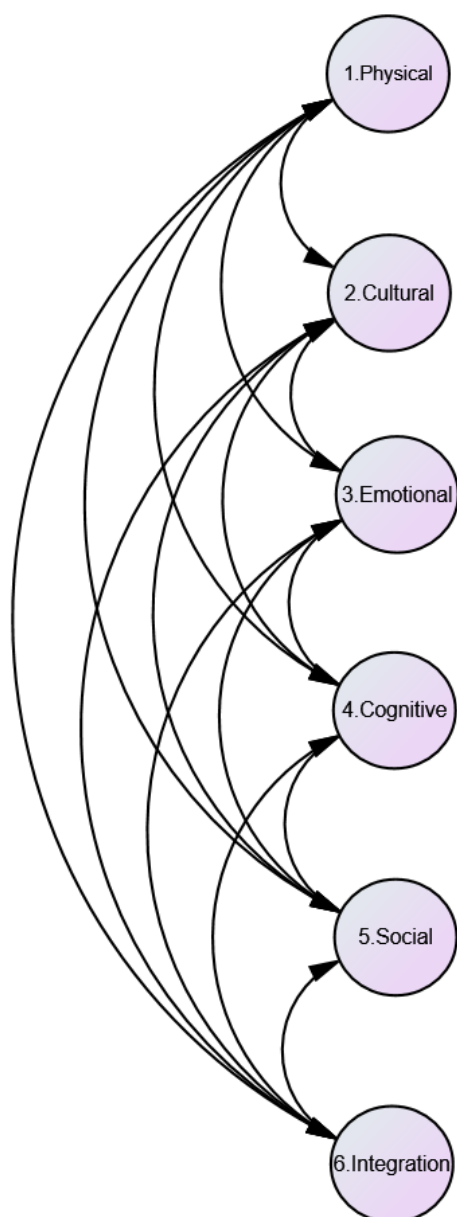 1.Physical
2.Cultural
3.Emotional
4.Cognitive
5.Social
6.Integration